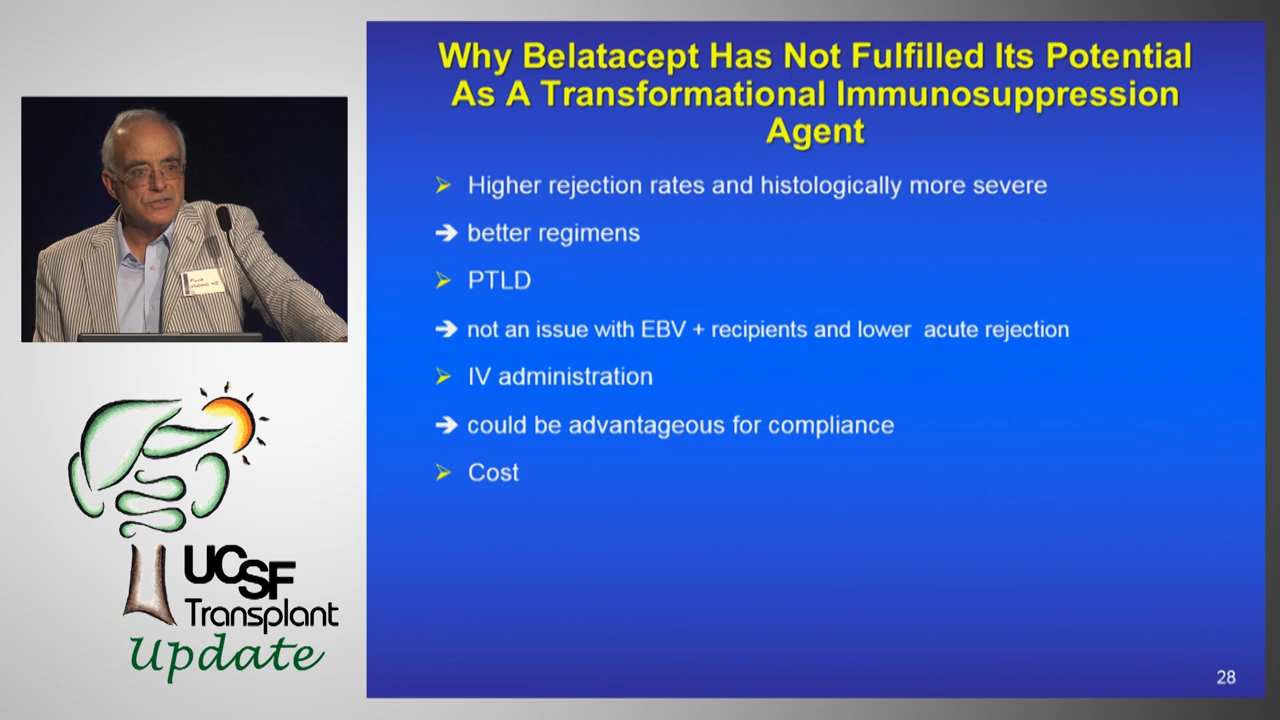 Why Belatacept Has Not Fulfilled Its Potential
As A Transformational Immunosuppression
Agent
➢ Higher rejection rates and histologically more severe
➔ better regimens
➢ PTLD
➔ not an issue with EBV + recipients and lower acute rejection
➢ IV administration
➔ could be advantageous for compliance
➢ Cost
28
UCSF
Transplant
Update